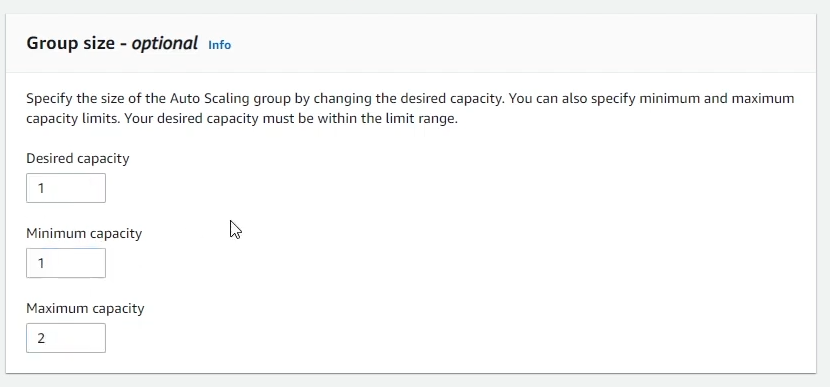 Group size - optional Info
Specify the size of the Auto Scaling group by changing the desired capacity. You can also specify minimum and maximum
capacity limits. Your desired capacity must be within the limit range.
Desired capacity
1
Minimum capacity
1
Maximum capacity
2